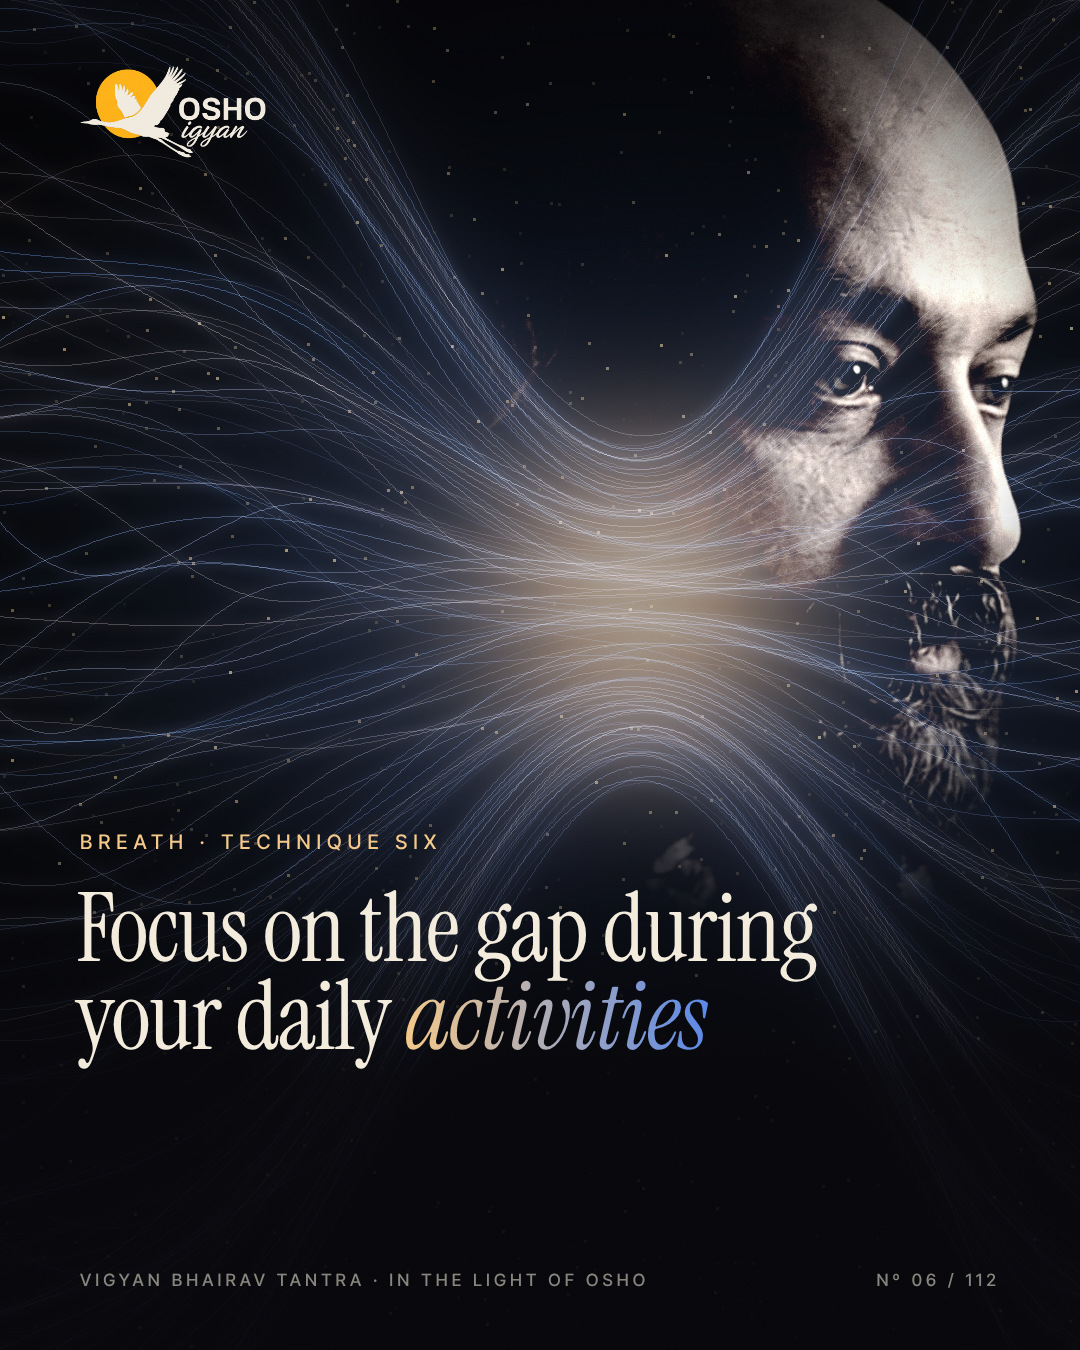 OSHO
igyan
BREATH · TECHNIQUE SIX
Focus on the gap during
your daily activities
VIGYAN BHAIRAV TANTRA · IN THE LIGHT OF OSHO
Nº 06 / 112